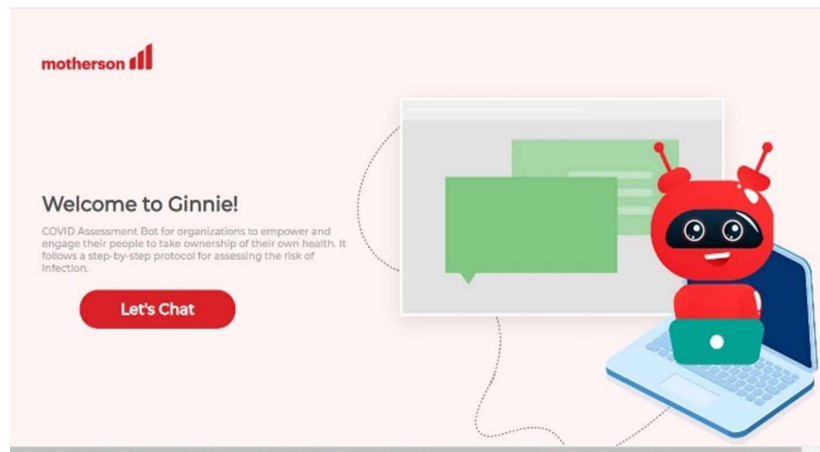 motherson
Welcome to Ginnie!
COVID Assessment Bot for organizations to empower and
engage their people to take ownership of their own health. It
follows a step-by-step protocol for assessing the risk of
Infection.
Let's Chat